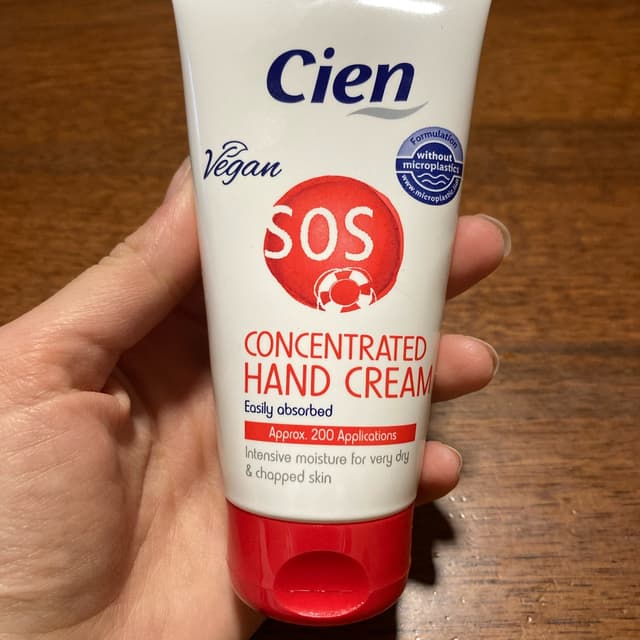 Cien
Vegan
Formulation
without
microplastics
SOS
CONCENTRATED
HAND CREAM
Easily absorbed
Approx. 200 Applications
Intensive moisture for very dry
& chapped skin